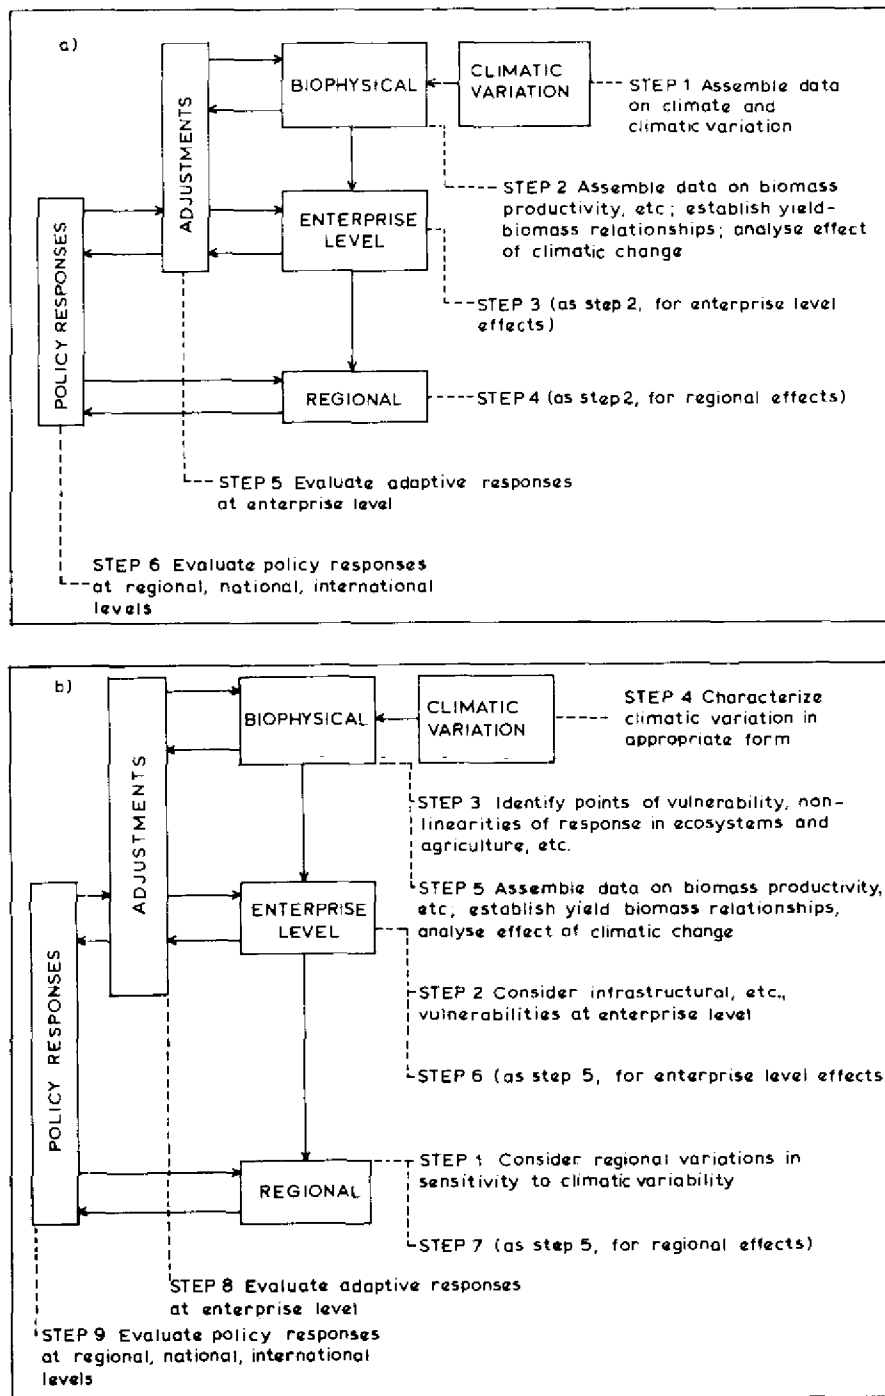 a)
BIOPHYSICAL
CLIMATIC
VARIATION
STEP 1 Assemble data
on climate and
climatic variation
ADJUSTMENTS
STEP 2 Assemble data on biomass
productivity, etc; establish yield-
biomass relationships; analyse effect
of climatic change
ENTERPRISE
LEVEL
POLICY RESPONSES
STEP 3 (as step 2, for enterprise level
effects)
REGIONAL
STEP 4 (as step 2, for regional effects)
STEP 5 Evaluate adaptive responses
at enterprise level
STEP 6 Evaluate policy responses
at regional, national, international
levels
b)
BIOPHYSICAL
CLIMATIC
VARIATION
STEP 4 Characterize
climatic variation in
appropriate form
ADJUSTMENTS
STEP 3 Identify points of vulnerability, non-
linearities of response in ecosystems and
agriculture, etc.
STEP 5 Assemble data on biomass productivity,
etc, establish yield biomass relationships,
analyse effect of climatic change
ENTERPRISE
LEVEL
POLICY RESPONSES
STEP 2 Consider infrastructural, etc.,
vulnerabilities at enterprise level
STEP 6 (as step 5, for enterprise level effects
STEP 1 Consider regional variations in
sensitivity to climatic variability
REGIONAL
STEP 7 (as step 5, for regional effects)
STEP 8 Evaluate adaptive responses
at enterprise level
STEP 9 Evaluate policy responses
at regional, national, international
levels